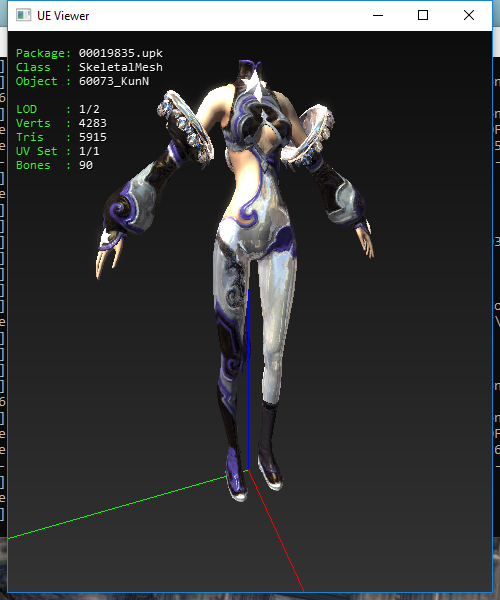 UE Viewer
Package: 00019835.upk
Class : SkeletalMesh
Object : 60073_KunN
LOD : 1/2
Verts : 4283
Tris : 5915
UV Set : 1/1
Bones : 90